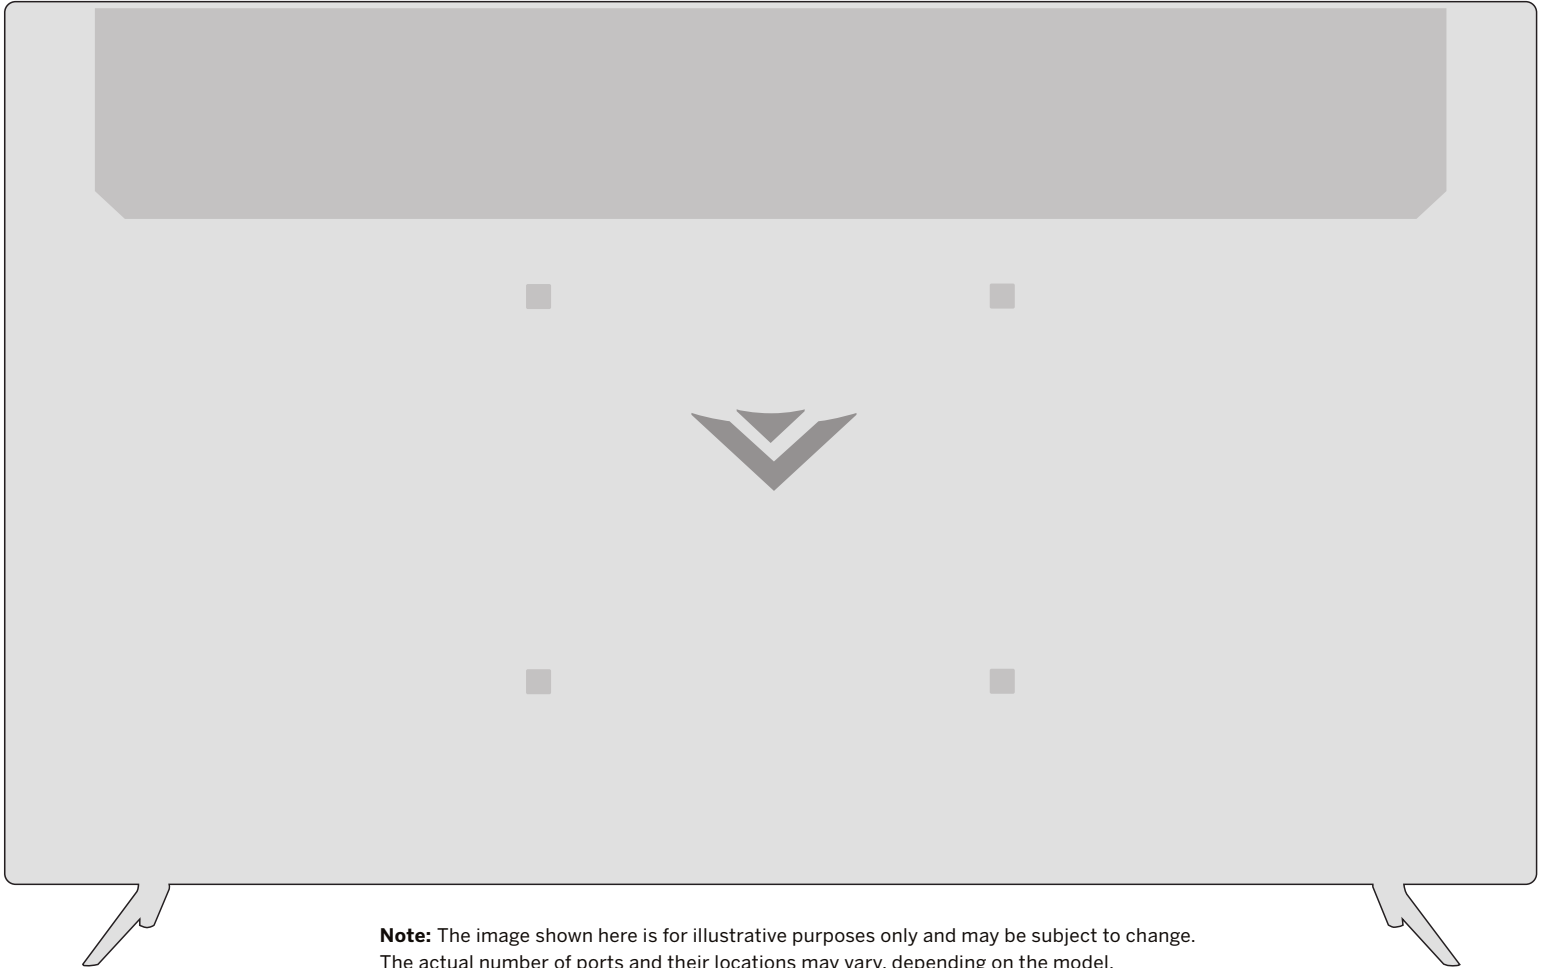 Note: The image shown here is for illustrative purposes only and may be subject to change.
The actual number of ports and their locations may vary, depending on the model.